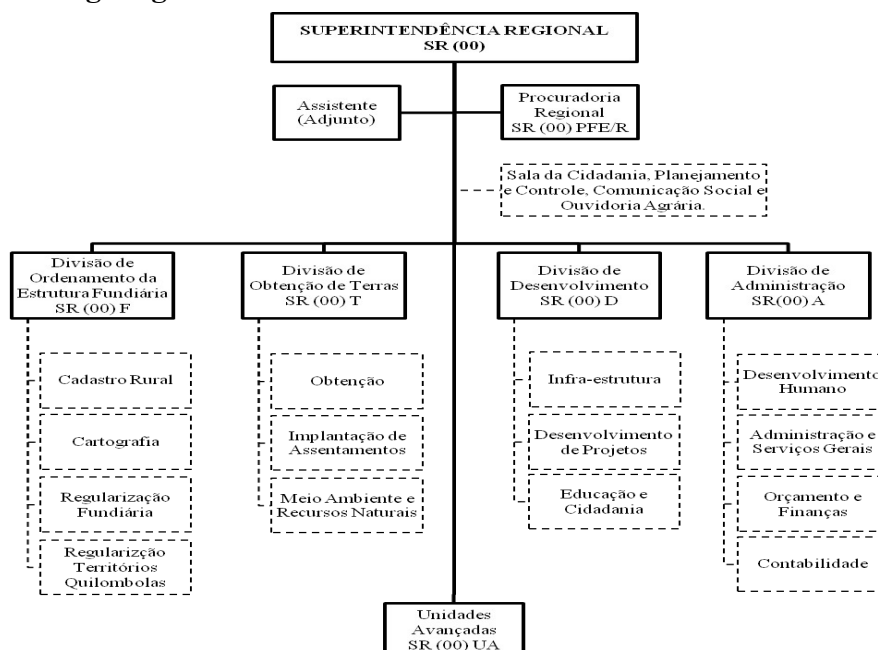 SUPERINTENDÊNCIA REGIONAL
SR (00)
Assistente
(Adjunto)
Procuradoria
Regional
SR (00) PFE/R
Sala da Cidadania, Planejamento
e Controle, Comunicação Social e
Ouvidoria Agrária.
Divisão de
Ordenamento da
Estrutura Fundiária
SR (00) F
Divisão de
Obtenção de Terras
SR (00) T
Divisão de
Desenvolvimento
SR (00) D
Divisão de
Administração
SR(00) A
Cadastro Rural
Cartografia
Regularização
Fundiária
Regularizção
Territórios
Quilombolas
Obtenção
Implantação de
Assentamentos
Meio Ambiente e
Recursos Naturais
Infra-estrutura
Desenvolvimento
de Projetos
Educação e
Cidadania
Desenvolvimento
Humano
Administração e
Serviços Gerais
Orçamento e
Finanças
Contabilidade
Unidades
Avançadas
SR (00) UA